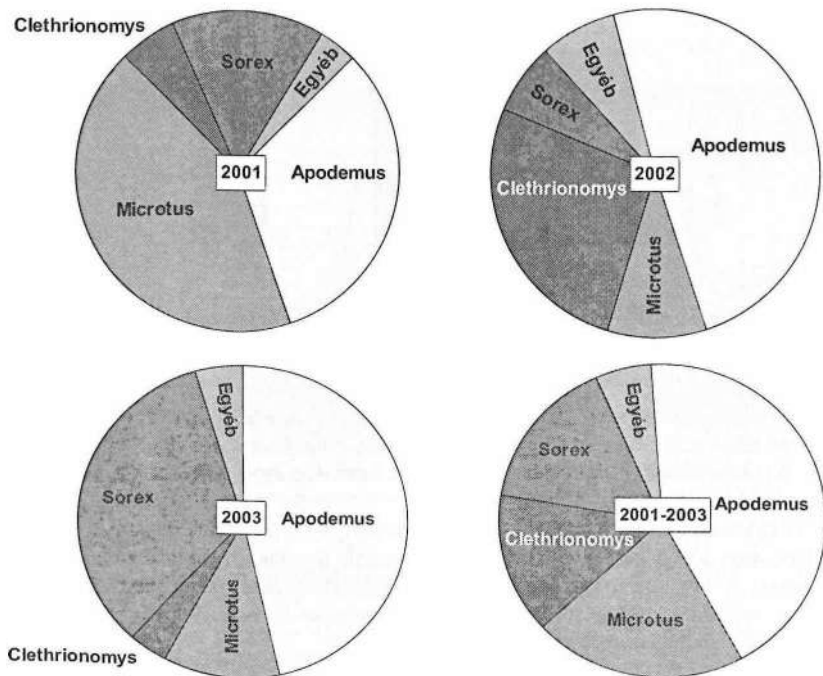 Clethrionomys
Sorex
Egyéb
2001
Apodemus
Microtus
Egyéb
Sorex
Apodemus
2002
Clethrionomys
Microtus
Egyéb
Sorex
2003
Apodemus
Microtus
Clethrionomys
Egyéb
Sorex
Apodemus
2001-2003
Clethrionomys
Microtus